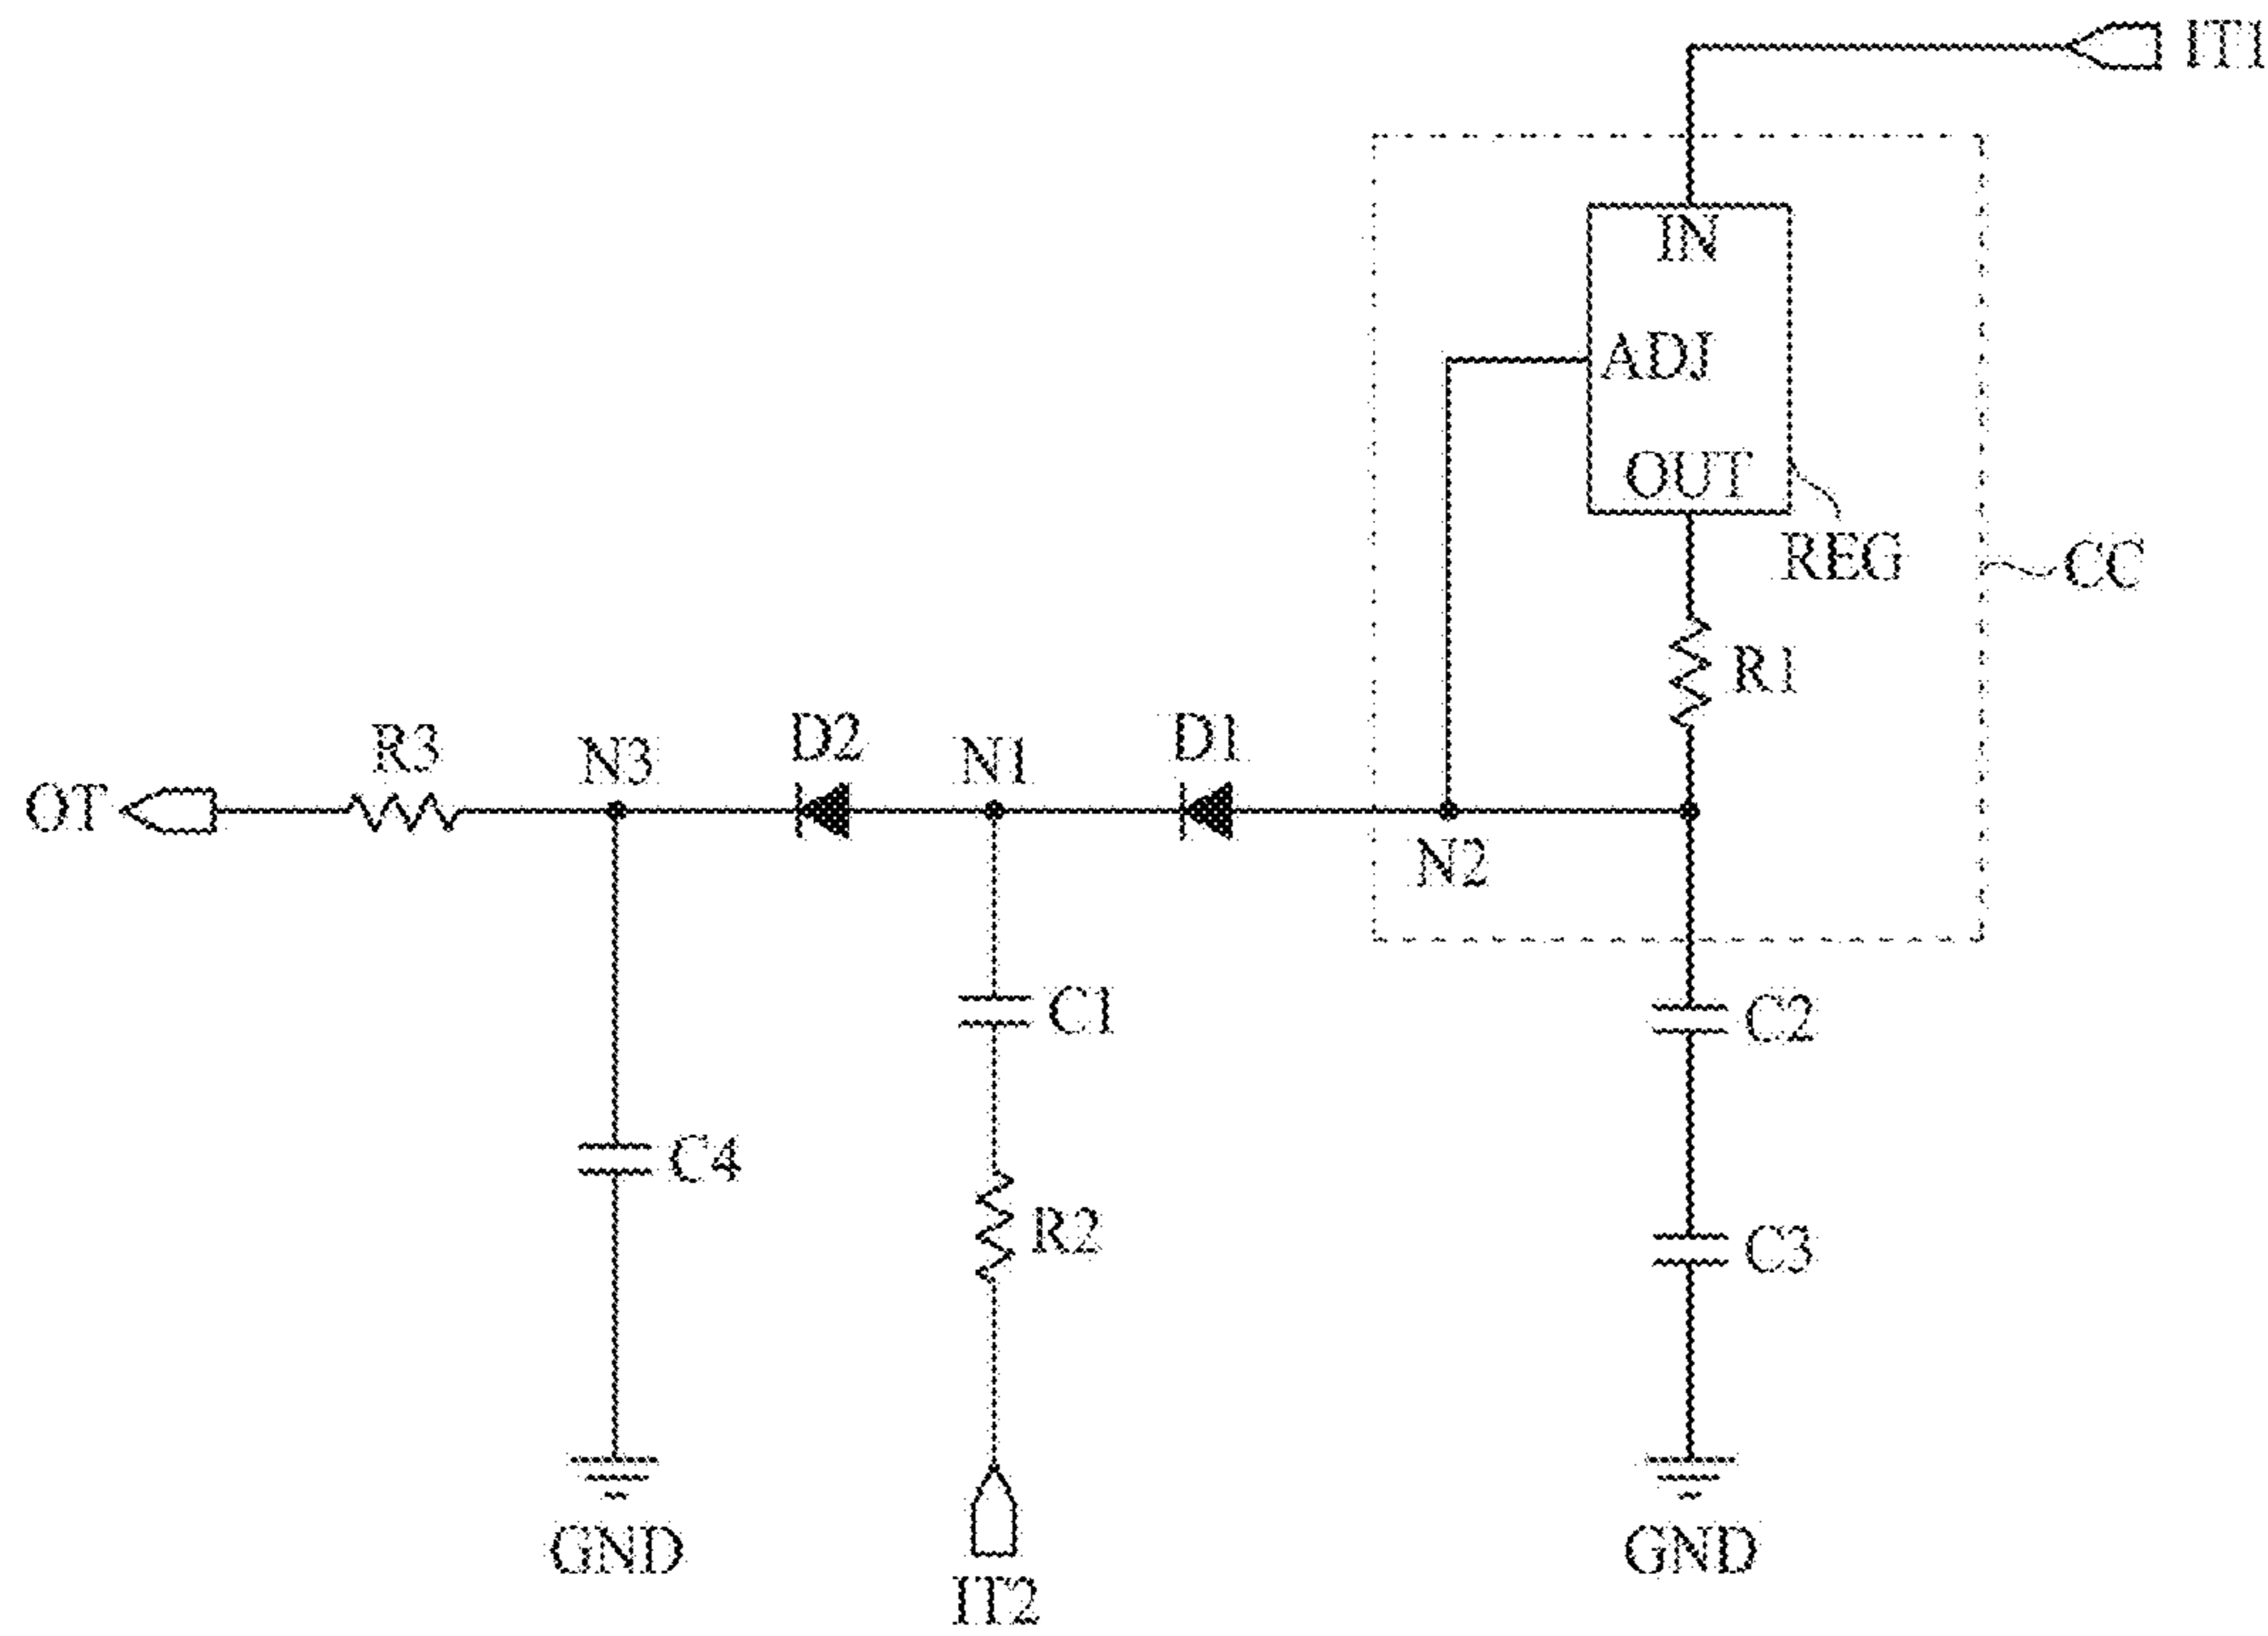 IT1
IN
ADJ
OUT
REG
CC
R1
R3
N3
D2
N1
D1
OT
N2
C1
C2
C4
R2
C3
GND
GND
IT2